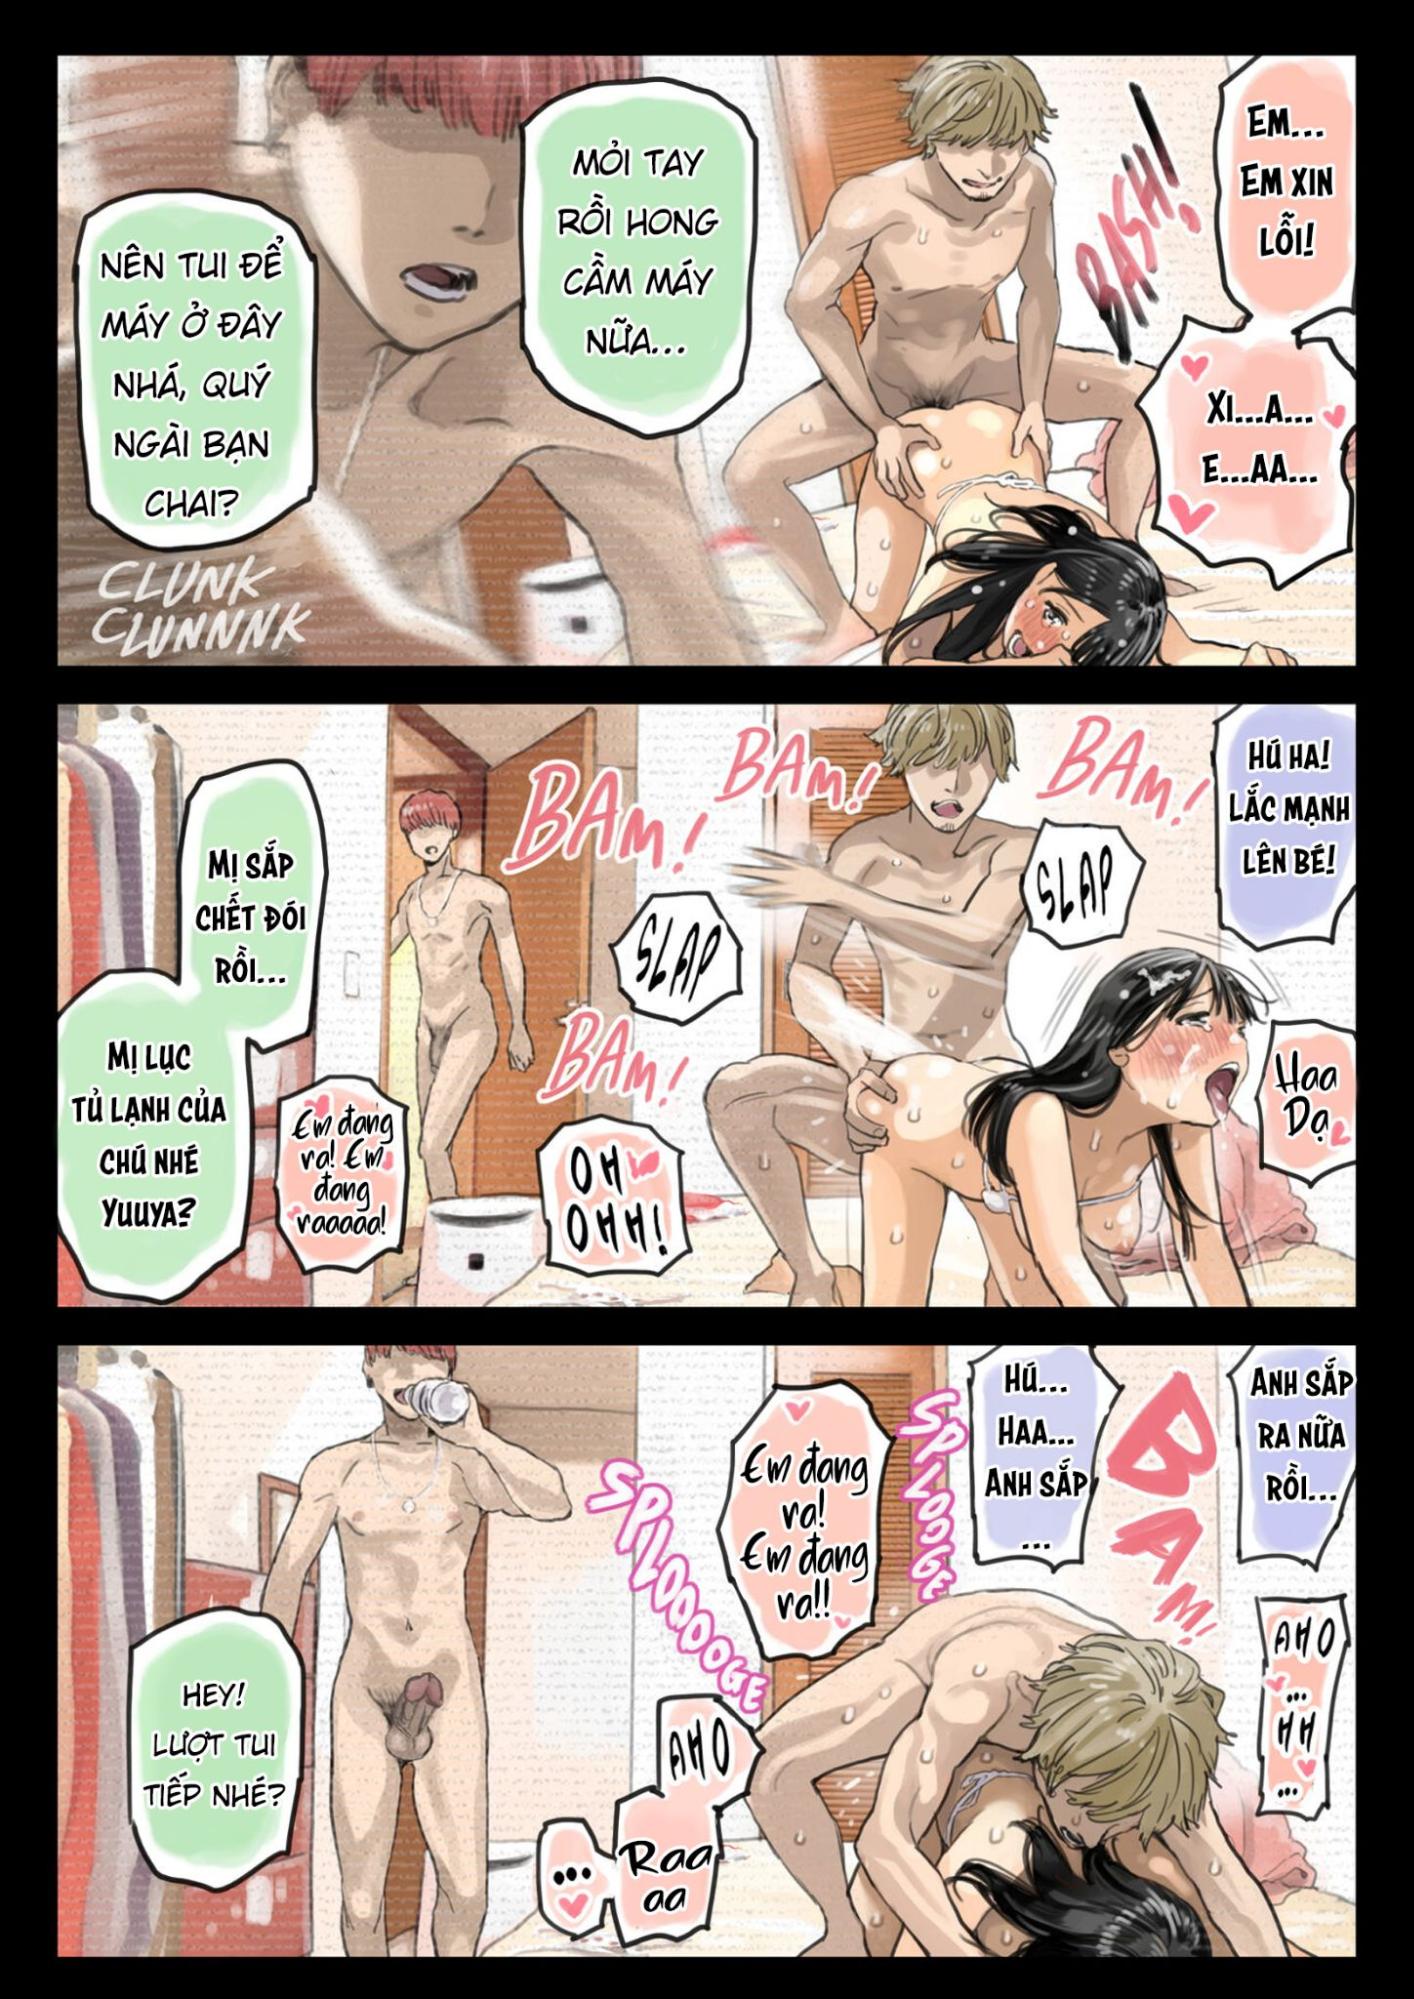 EM...
EM XIN
LỖI!
BASH!
XI...A...
E...AA...
MỎI TAY
RỒI HONG
CẦM MÁY
NỮA...
NÊN TUI ĐỂ
MÁY Ở ĐÂY
NHÁ, QUÝ
NGÀI BẠN
CHAI?
CLUNK
CLUNNNK
HÚ HA!
LẮC MẠNH
LÊN BÉ!
BAM!
BAM!
BAM!
SLAP
SLAP
Haa
Dạ
BAM!
OH
OHH!
MỊ SẮP
CHẾT ĐÓI
RỒI...
MỊ LỤC
TỦ LẠNH CỦA
CHÚ NHÉ
YUUYA?
Em đang
ra! Em
đang
raaaaa!
ANH SẮP
RA NỮA
RỒI...
HÚ...
HAA...
ANH SẮP
...
BAM!
SPLOOGE
Em đang
ra!
Em đang
ra!!
SPLOOOOGE
AHO
...
HH
...
AHO
Raa
aa
...
HEY!
LƯỢT TUI
TIẾP NHÉ?